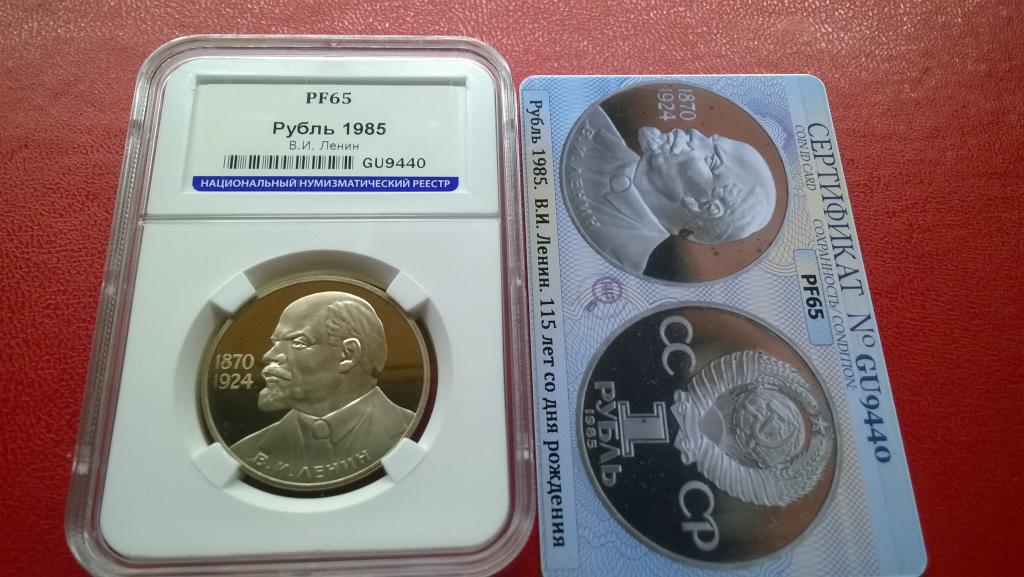 PF65
Рубль 1985
В.И. Ленин
GU9440
НАЦИОНАЛЬНЫЙ НУМИЗМАТИЧЕСКИЙ РЕЕСТР
1870
1924
В.И.ЛЕНИН
СЕРТИФИКАТ № GU9440
COIN ID CARD
СОХРАННОСТЬ/CONDITION:
PF65
1870
1924
В.И.ЛЕНИН
СС СР
1
РУБЛЬ
1985
Рубль 1985. В.И. Ленин. 115 лет со дня рождения